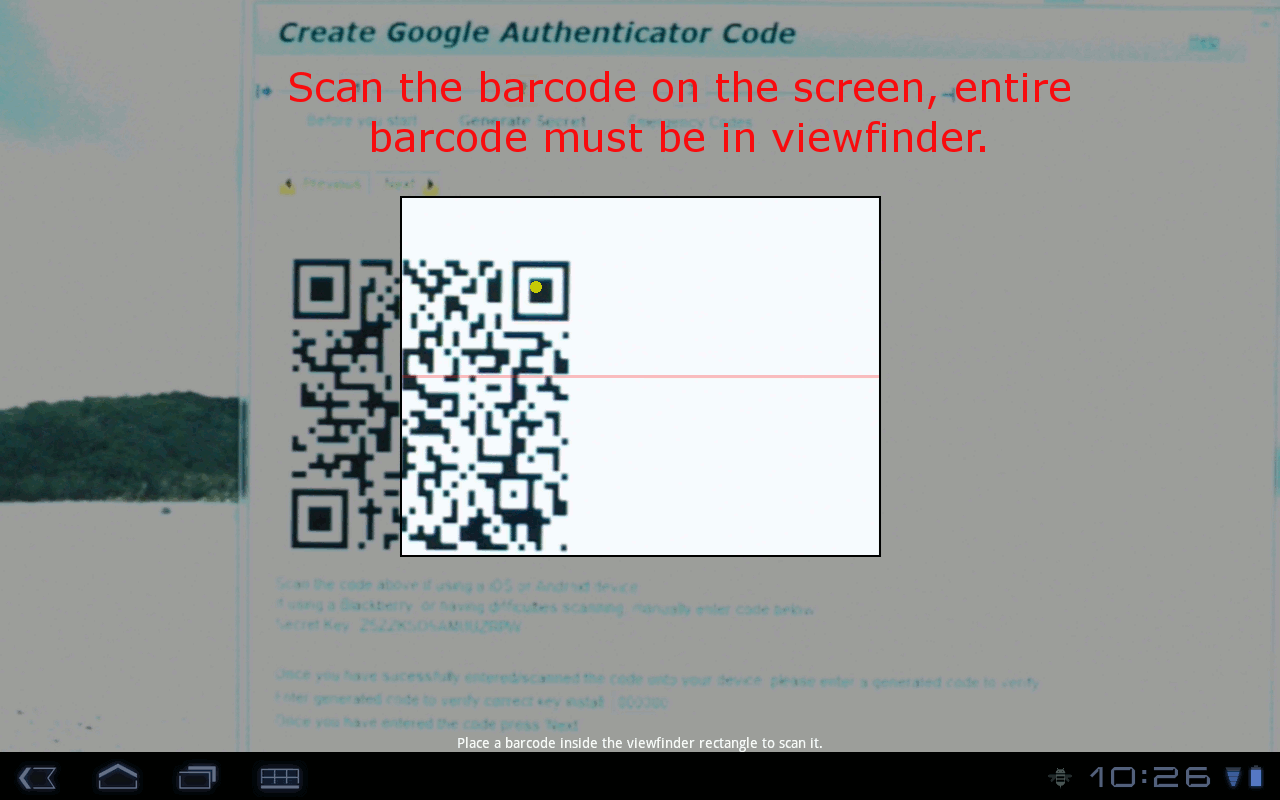 Create Google Authenticator Code
Help
Scan the barcode on the screen, entire
barcode must be in viewfinder.
Before you start Generate Secret Emergency Codes
Previous Next
Scan the code above if using a iOS or Android device
If using a Blackberry, or having difficulties scanning, manually enter code below
Secret Key:
Once you have sucessfully entered/scanned the code onto your device, please enter a generated code to verify
Enter generated code to verify correct key install 000000
Once you have entered the code press Next
Place a barcode inside the viewfinder rectangle to scan it.
10:26